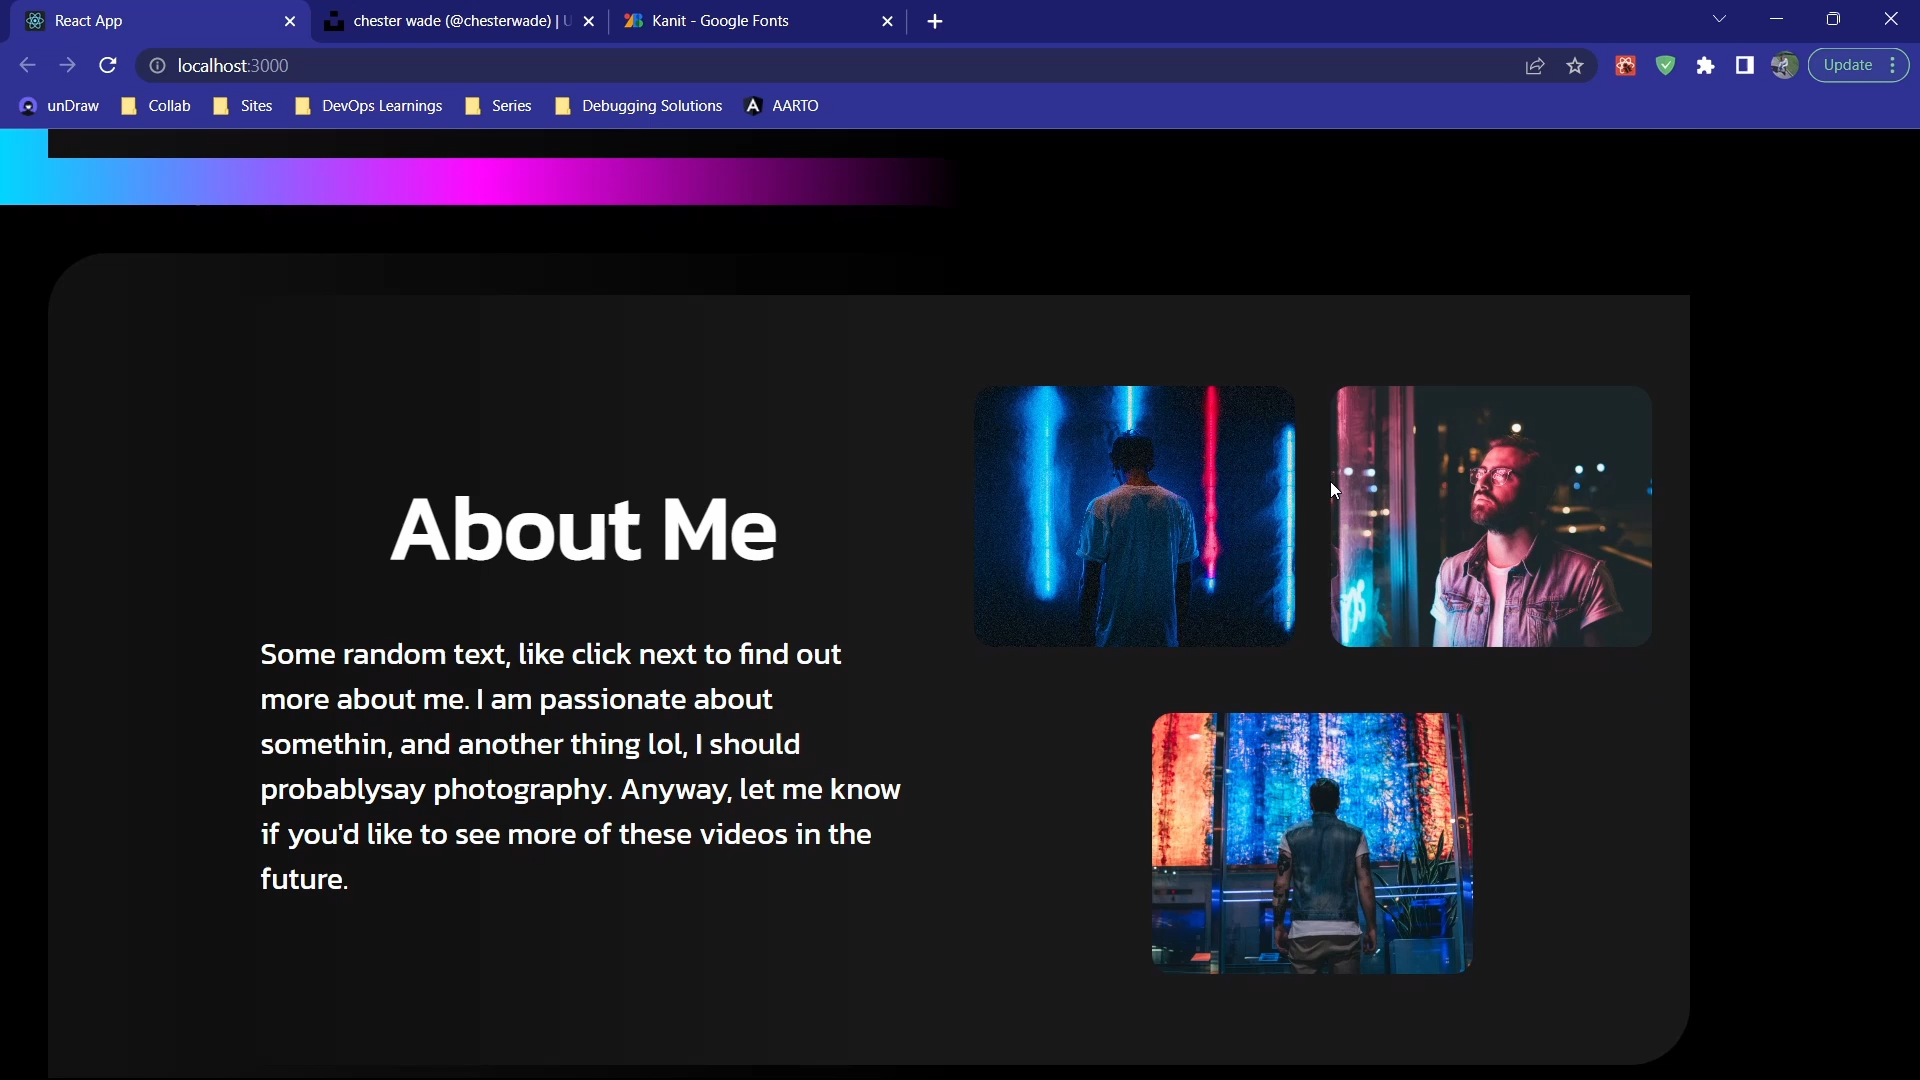 React App
chester wade (@chesterwade) | U
Kanit - Google Fonts
localhost:3000
Update
unDraw
Collab
Sites
DevOps Learnings
Series
Debugging Solutions
AARTO
About Me
Some random text, like click next to find out
more about me. I am passionate about
somethin, and another thing lol, I should
probablysay photography. Anyway, let me know
if you'd like to see more of these videos in the
future.